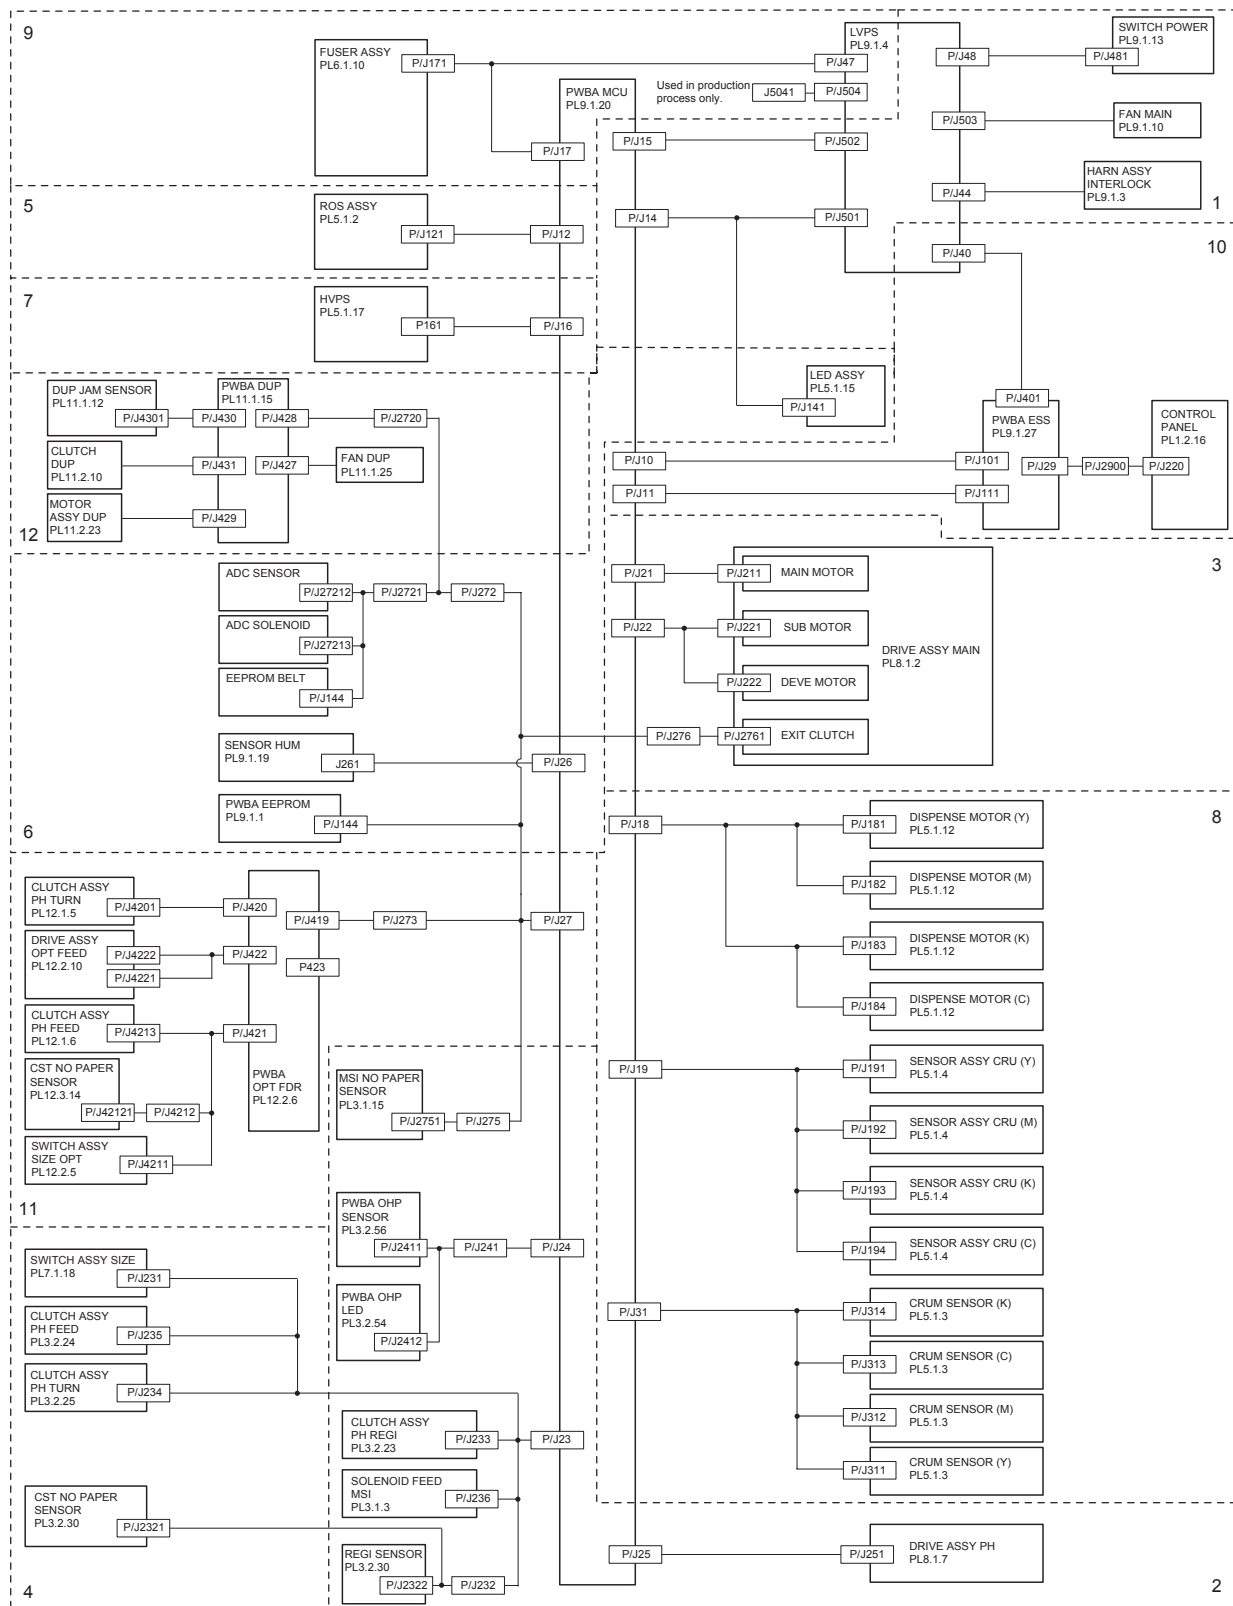 9
FUSER ASSY
PL6.1.10
P/J171
LVPS
PL9.1.4
P/J47
Used in production
process only.
J5041
P/J504
PWBA MCU
PL9.1.20
P/J17
P/J15
P/J502
P/J48
P/J481
SWITCH POWER
PL9.1.13
P/J503
FAN MAIN
PL9.1.10
P/J44
HARN ASSY
INTERLOCK
PL9.1.3
1
5
ROS ASSY
PL5.1.2
P/J121
P/J12
P/J14
P/J501
P/J40
10
7
HVPS
PL5.1.17
P161
P/J16
LED ASSY
PL5.1.15
P/J141
P/J401
PWBA ESS
PL9.1.27
P/J10
P/J101
P/J11
P/J111
P/J29
P/J2900
P/J220
CONTROL
PANEL
PL1.2.16
DUP JAM SENSOR
PL11.1.12
P/J4301
P/J430
PWBA DUP
PL11.1.15
P/J428
P/J2720
CLUTCH
DUP
PL11.2.10
P/J431
P/J427
FAN DUP
PL11.1.25
MOTOR
ASSY DUP
PL11.2.23
P/J429
12
ADC SENSOR
P/J27212
P/J2721
P/J272
ADC SOLENOID
P/J27213
EEPROM BELT
P/J144
SENSOR HUM
PL9.1.19
J261
P/J26
PWBA EEPROM
PL9.1.1
P/J144
6
3
P/J21
P/J211
MAIN MOTOR
P/J22
P/J221
SUB MOTOR
P/J222
DEVE MOTOR
DRIVE ASSY MAIN
PL8.1.2
P/J276
P/J2761
EXIT CLUTCH
8
P/J18
P/J181
DISPENSE MOTOR (Y)
PL5.1.12
P/J182
DISPENSE MOTOR (M)
PL5.1.12
P/J183
DISPENSE MOTOR (K)
PL5.1.12
P/J184
DISPENSE MOTOR (C)
PL5.1.12
P/J19
P/J191
SENSOR ASSY CRU (Y)
PL5.1.4
P/J192
SENSOR ASSY CRU (M)
PL5.1.4
P/J193
SENSOR ASSY CRU (K)
PL5.1.4
P/J194
SENSOR ASSY CRU (C)
PL5.1.4
P/J31
P/J314
CRUM SENSOR (K)
PL5.1.3
P/J313
CRUM SENSOR (C)
PL5.1.3
P/J312
CRUM SENSOR (M)
PL5.1.3
P/J311
CRUM SENSOR (Y)
PL5.1.3
CLUTCH ASSY
PH TURN
PL12.1.5
P/J4201
P/J420
P/J419
P/J273
P/J27
DRIVE ASSY
OPT FEED
PL12.2.10
P/J4222
P/J4221
P/J422
P423
CLUTCH ASSY
PH FEED
PL12.1.6
P/J4213
P/J421
CST NO PAPER
SENSOR
PL12.3.14
P/J42121
P/J4212
PWBA
OPT FDR
PL12.2.6
SWITCH ASSY
SIZE OPT
PL12.2.5
P/J4211
11
MSI NO PAPER
SENSOR
PL3.1.15
P/J2751
P/J275
PWBA OHP
SENSOR
PL3.2.56
P/J2411
P/J241
P/J24
PWBA OHP
LED
PL3.2.54
P/J2412
SWITCH ASSY SIZE
PL7.1.18
P/J231
CLUTCH ASSY
PH FEED
PL3.2.24
P/J235
CLUTCH ASSY
PH TURN
PL3.2.25
P/J234
CLUTCH ASSY
PH REGI
PL3.2.23
P/J233
P/J23
SOLENOID FEED
MSI
PL3.1.3
P/J236
CST NO PAPER
SENSOR
PL3.2.30
P/J2321
REGI SENSOR
PL3.2.30
P/J2322
P/J232
4
P/J25
P/J251
DRIVE ASSY PH
PL8.1.7
2